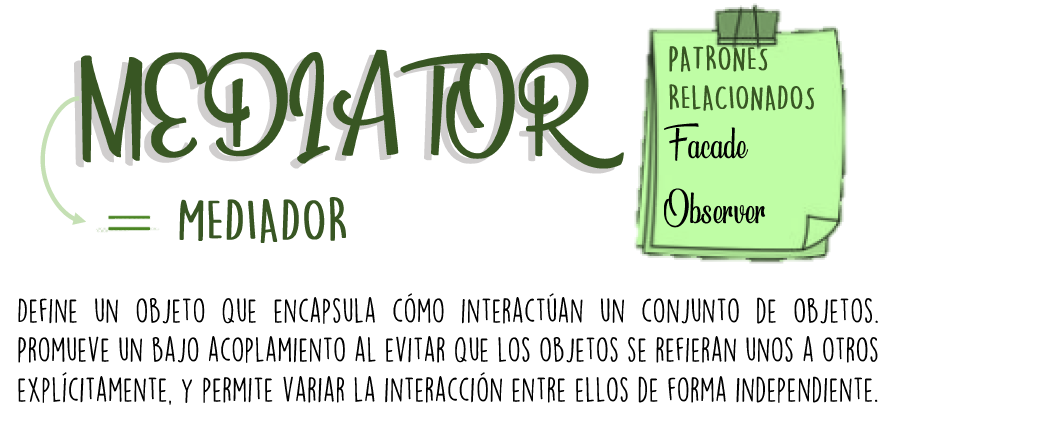 MEDIATOR
= MEDIADOR
PATRONES
RELACIONADOS
Facade
Observer
DEFINE UN OBJETO QUE ENCAPSULA CÓMO INTERACTÚAN UN CONJUNTO DE OBJETOS.
PROMUEVE UN BAJO ACOPLAMIENTO AL EVITAR QUE LOS OBJETOS SE REFIERAN UNOS A OTROS
EXPLÍCITAMENTE, Y PERMITE VARIAR LA INTERACCIÓN ENTRE ELLOS DE FORMA INDEPENDIENTE.